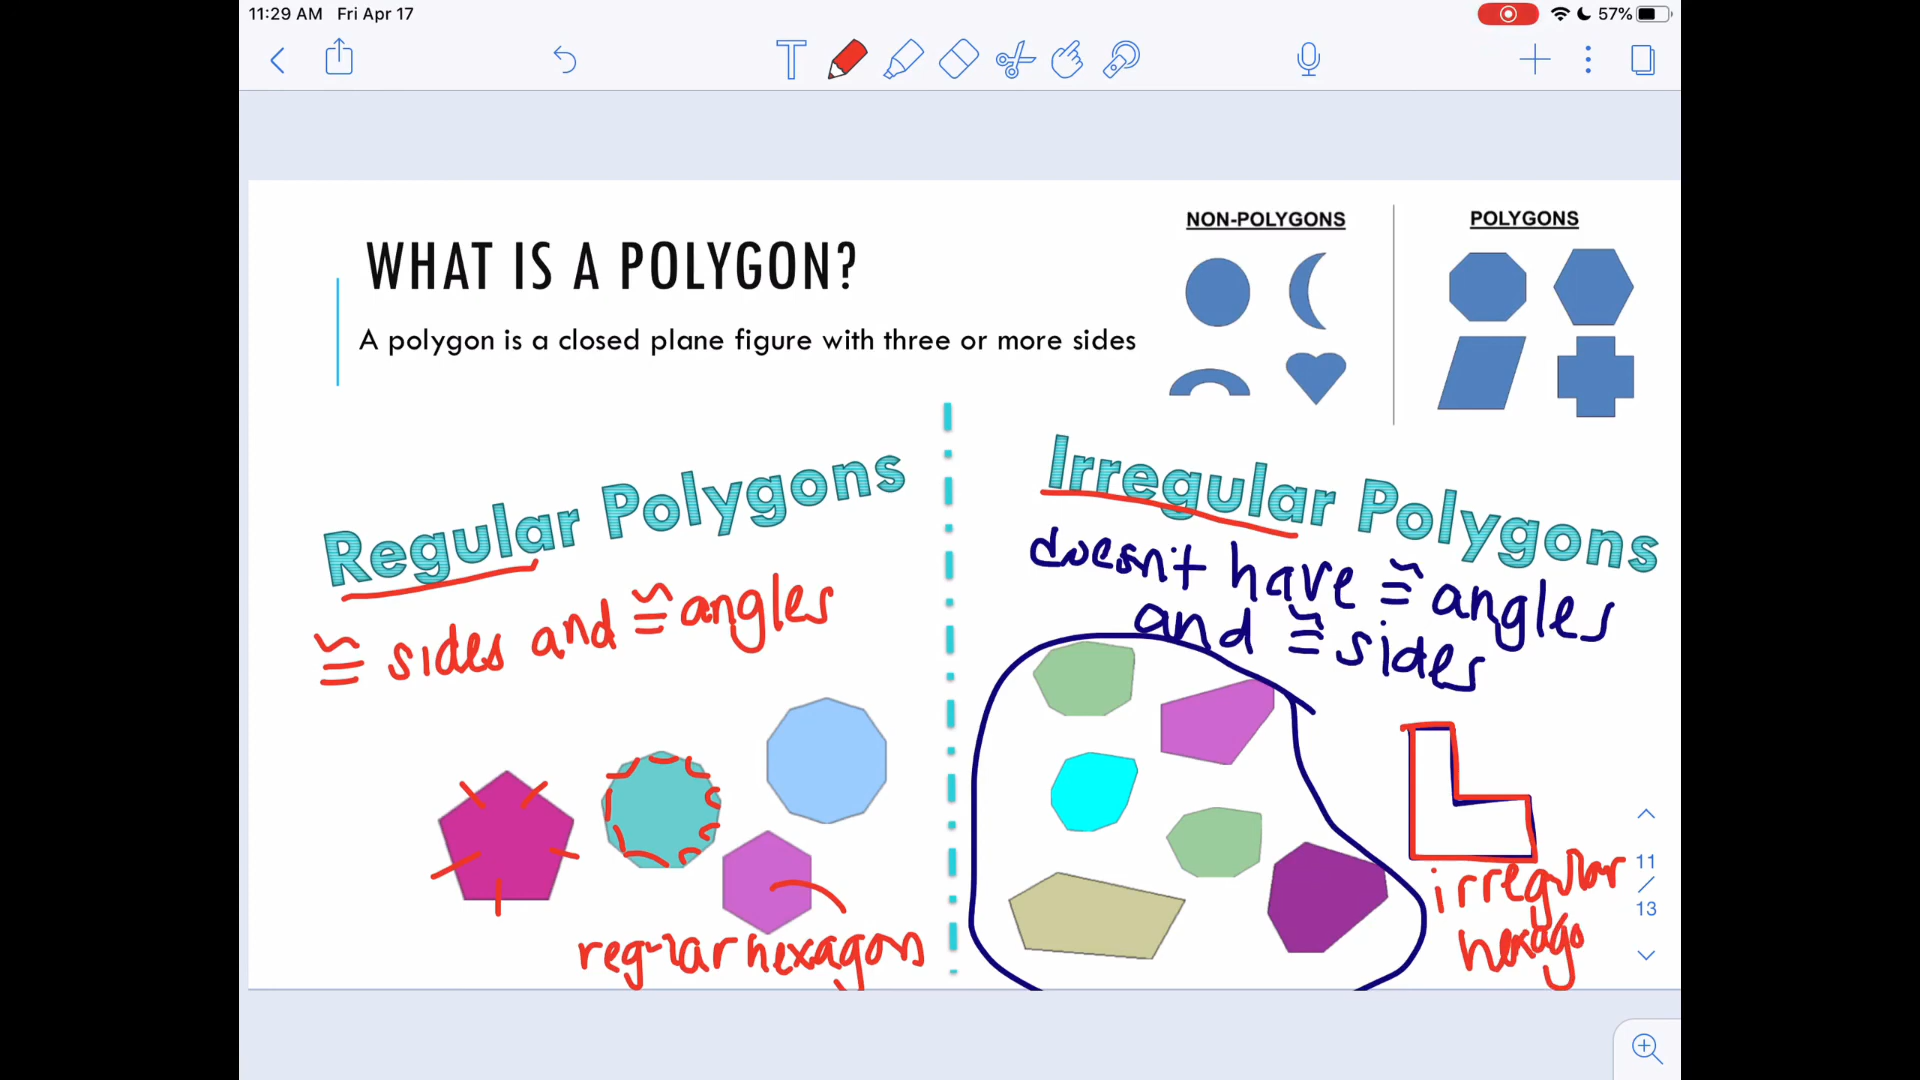 11:29 AM Fri Apr 17
57%
T
NON-POLYGONS
POLYGONS
WHAT IS A POLYGON?
A polygon is a closed plane figure with three or more sides
Regular Polygons
Irregular Polygons
≅ sides and ≅ angles
doesn't have ≅ angles
and ≅ sides
regular hexagon
irregular
hexago
11
/
13